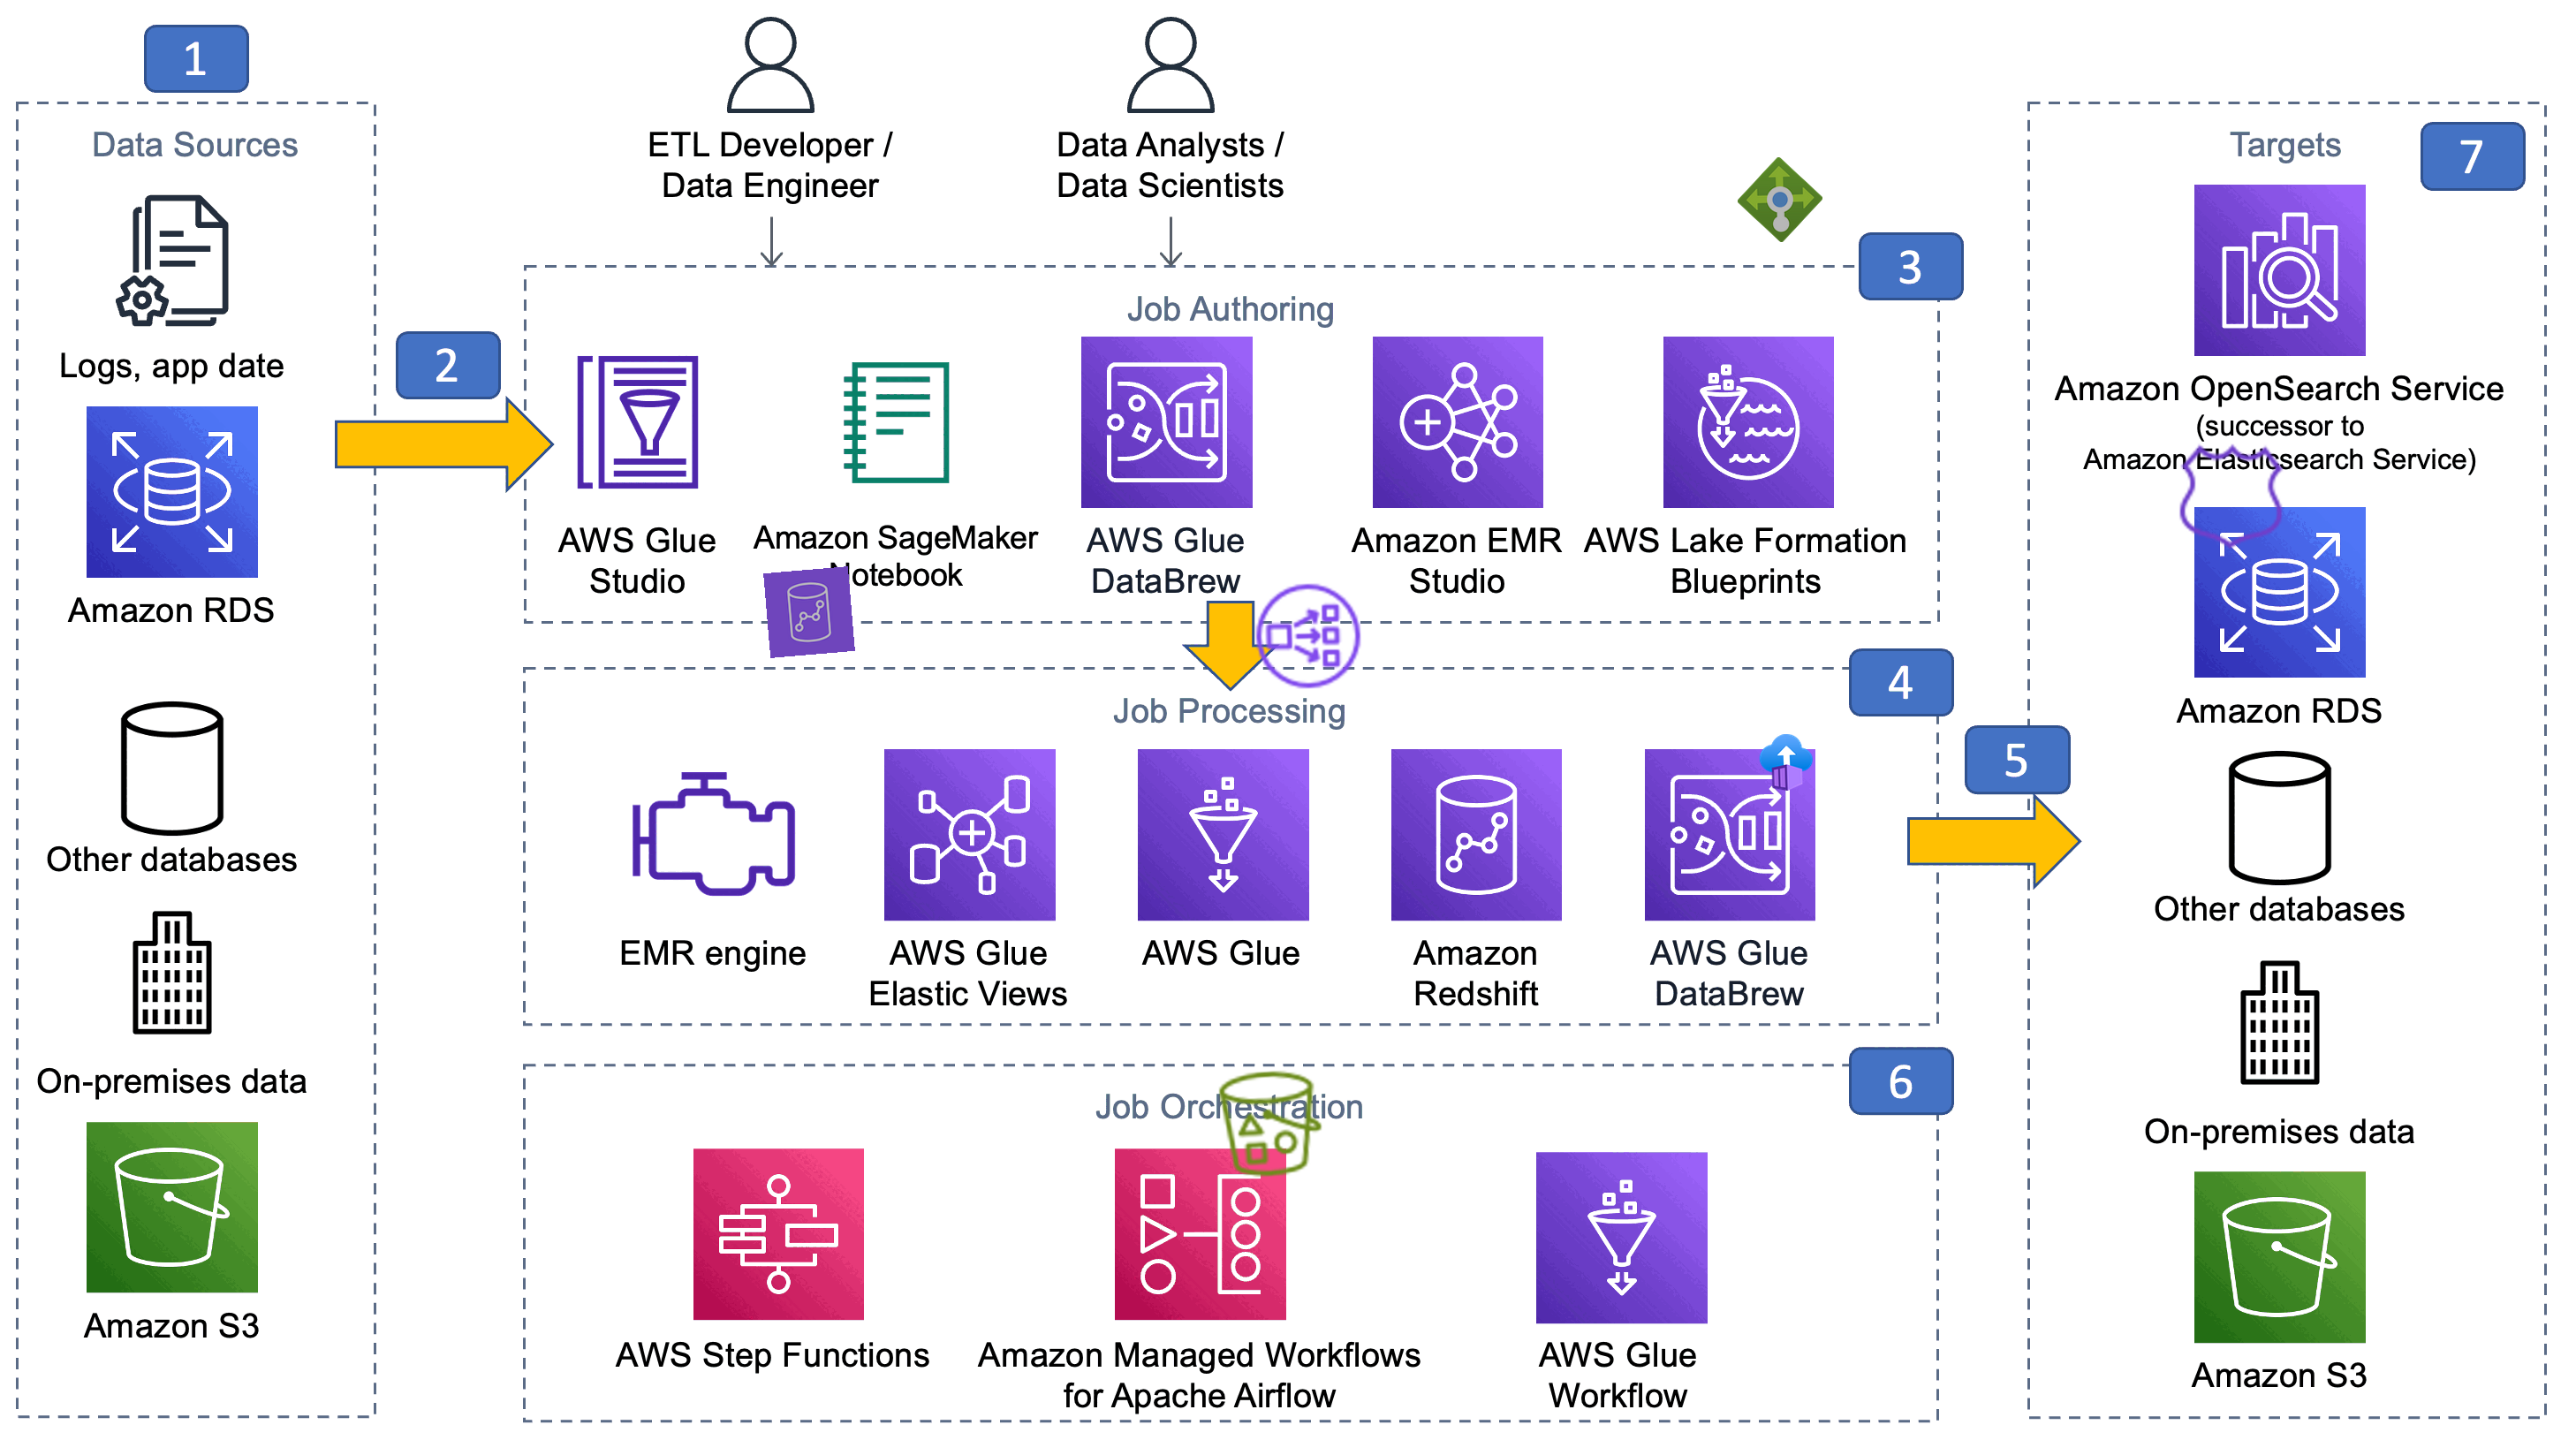 1
Data Sources
Logs, app date
Amazon RDS
Other databases
On-premises data
Amazon S3
2
ETL Developer /
Data Engineer
Data Analysts /
Data Scientists
3
Job Authoring
AWS Glue
Studio
Amazon SageMaker
Notebook
AWS Glue
DataBrew
Amazon EMR
Studio
AWS Lake Formation
Blueprints
4
Job Processing
EMR engine
AWS Glue
Elastic Views
AWS Glue
Amazon
Redshift
AWS Glue
DataBrew
5
6
Job Orchestration
AWS Step Functions
Amazon Managed Workflows
for Apache Airflow
AWS Glue
Workflow
7
Targets
Amazon OpenSearch Service
(successor to
Amazon Elasticsearch Service)
Amazon RDS
Other databases
On-premises data
Amazon S3